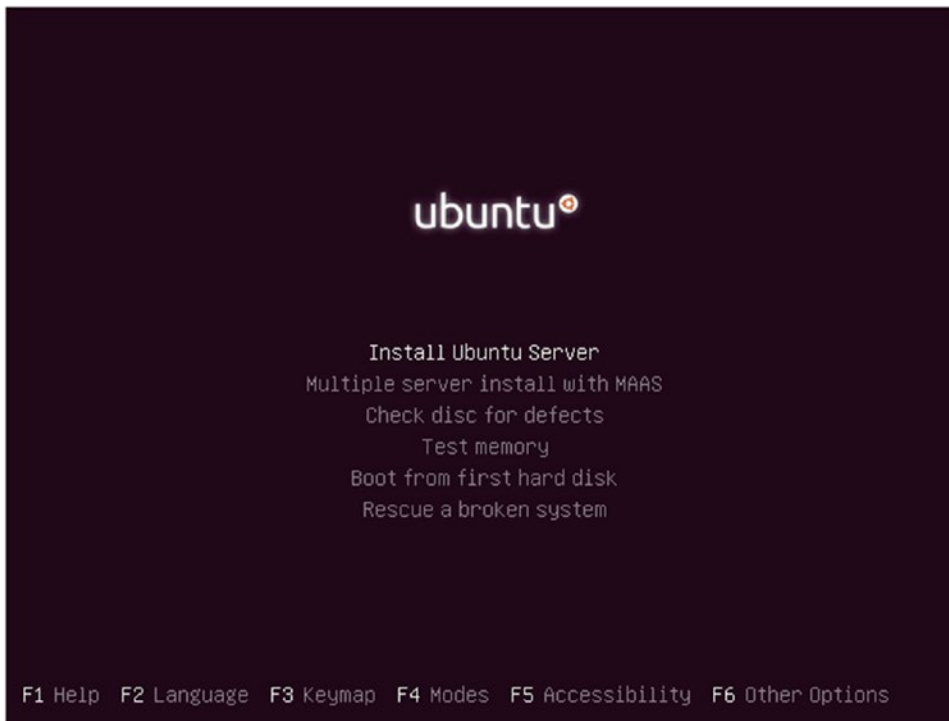 ubuntu
Install Ubuntu Server
Multiple server install with MAAS
Check disc for defects
Test memory
Boot from first hard disk
Rescue a broken system
F1 Help F2 Language F3 Keymap F4 Modes F5 Accessibility F6 Other Options